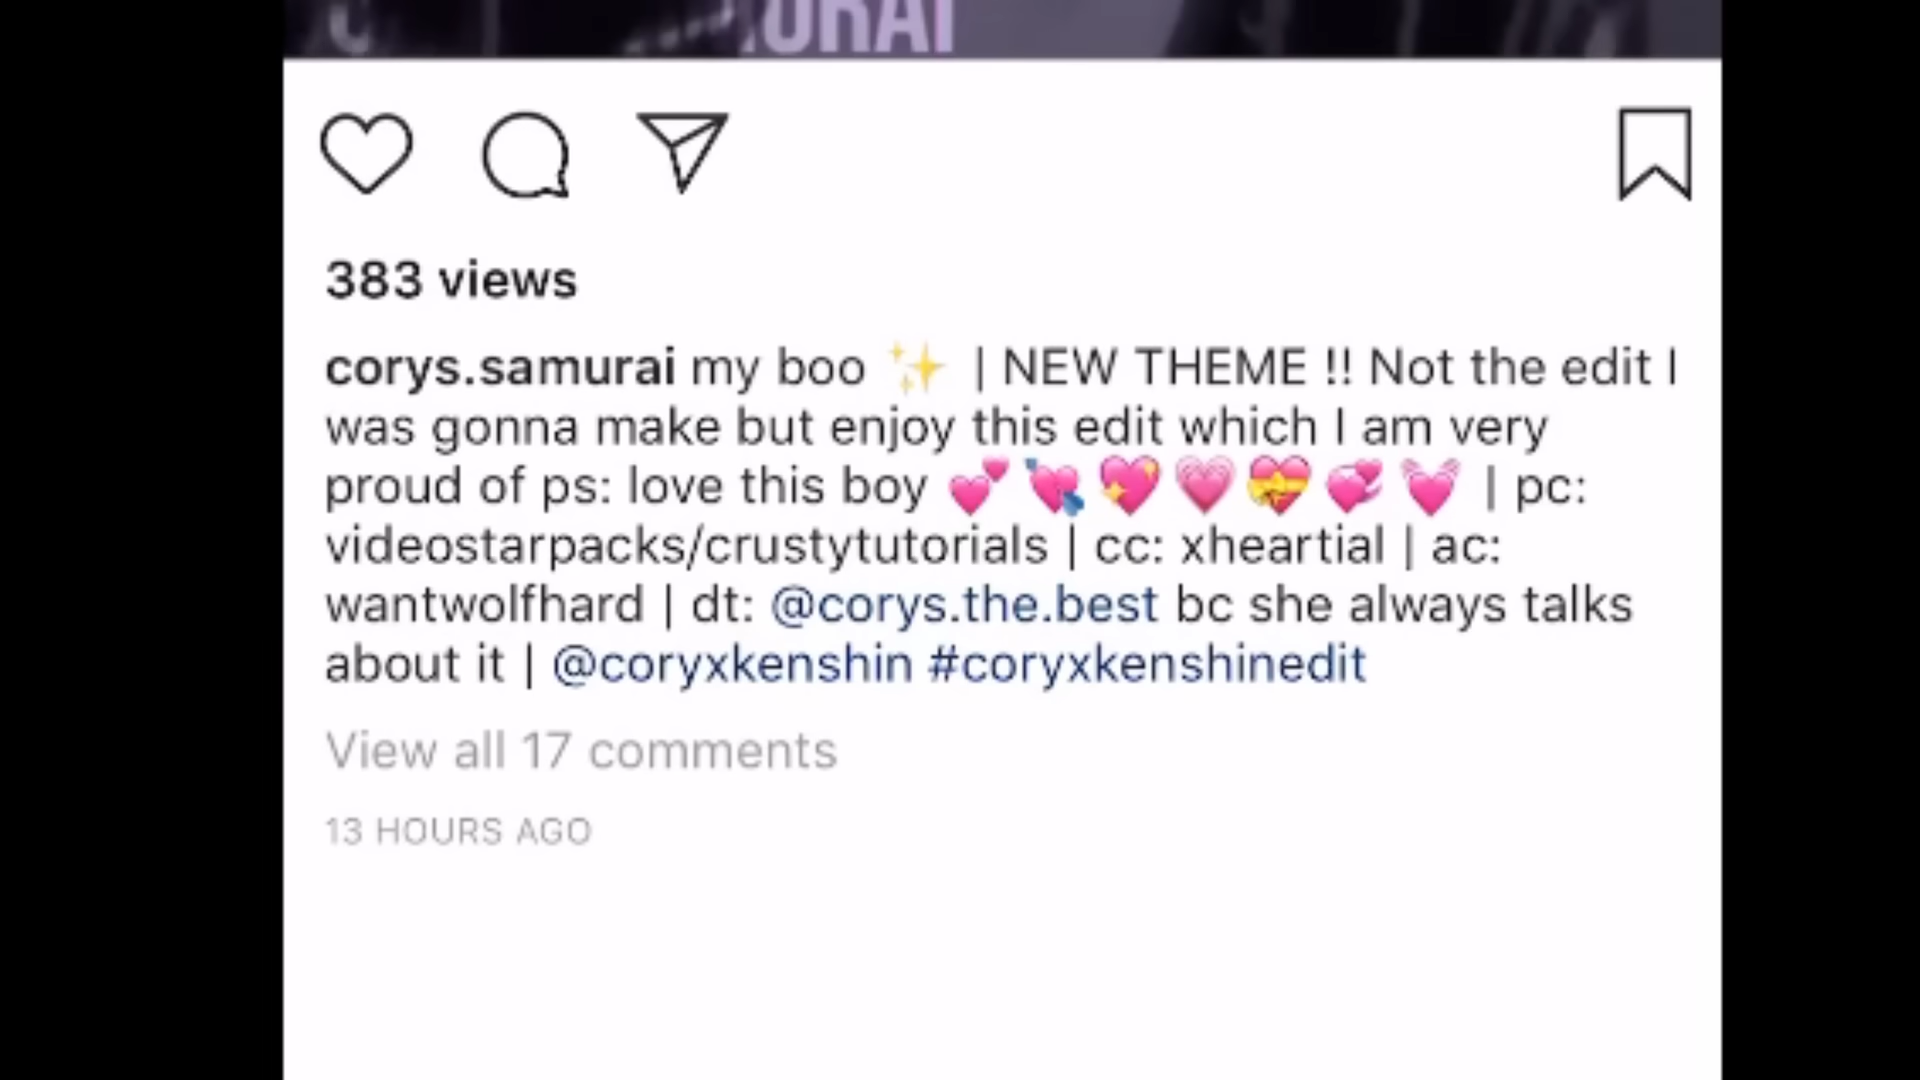 URAI
383 views
corys.samurai my boo ✨ | NEW THEME !! Not the edit I
was gonna make but enjoy this edit which I am very
proud of ps: love this boy 💕💘💖💗💝💞💓 | pc:
videostarpacks/crustytutorials | cc: xheartial | ac:
wantwolfhard | dt: @corys.the.best bc she always talks
about it | @coryxkenshin #coryxkenshinedit
View all 17 comments
13 HOURS AGO